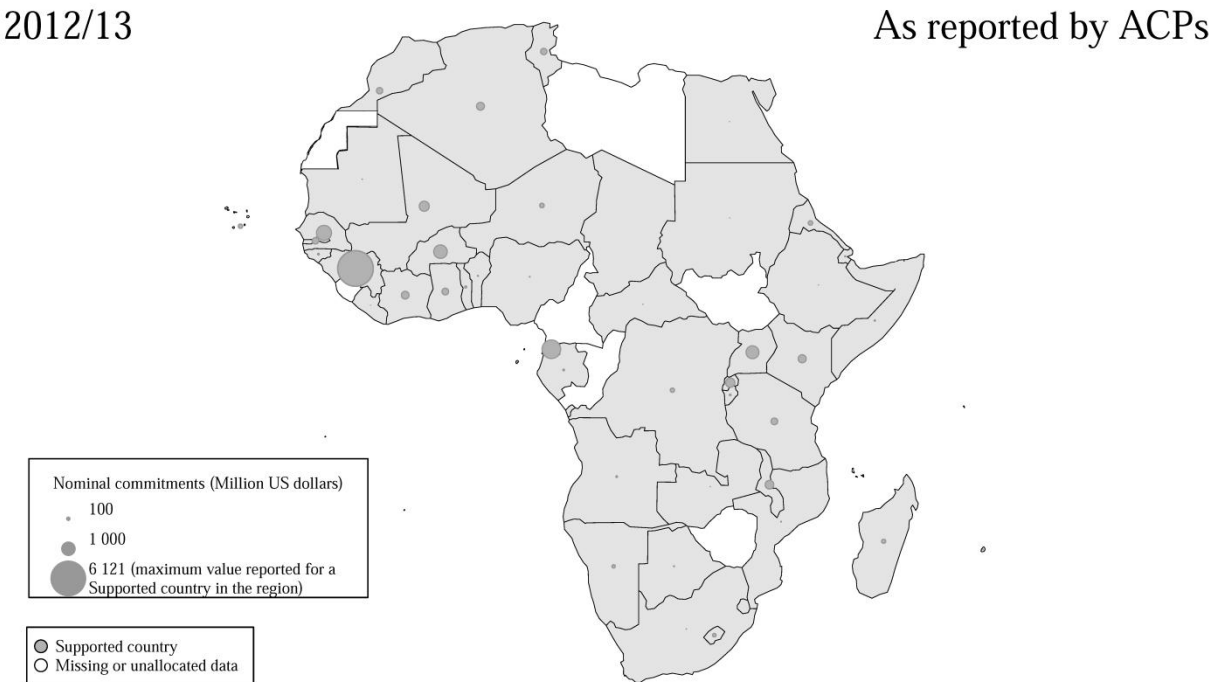 2012/13
As reported by ACPs
Nominal commitments (Million US dollars)
100
1 000
6 121 (maximum value reported for a
Supported country in the region)
Supported country
Missing or unallocated data